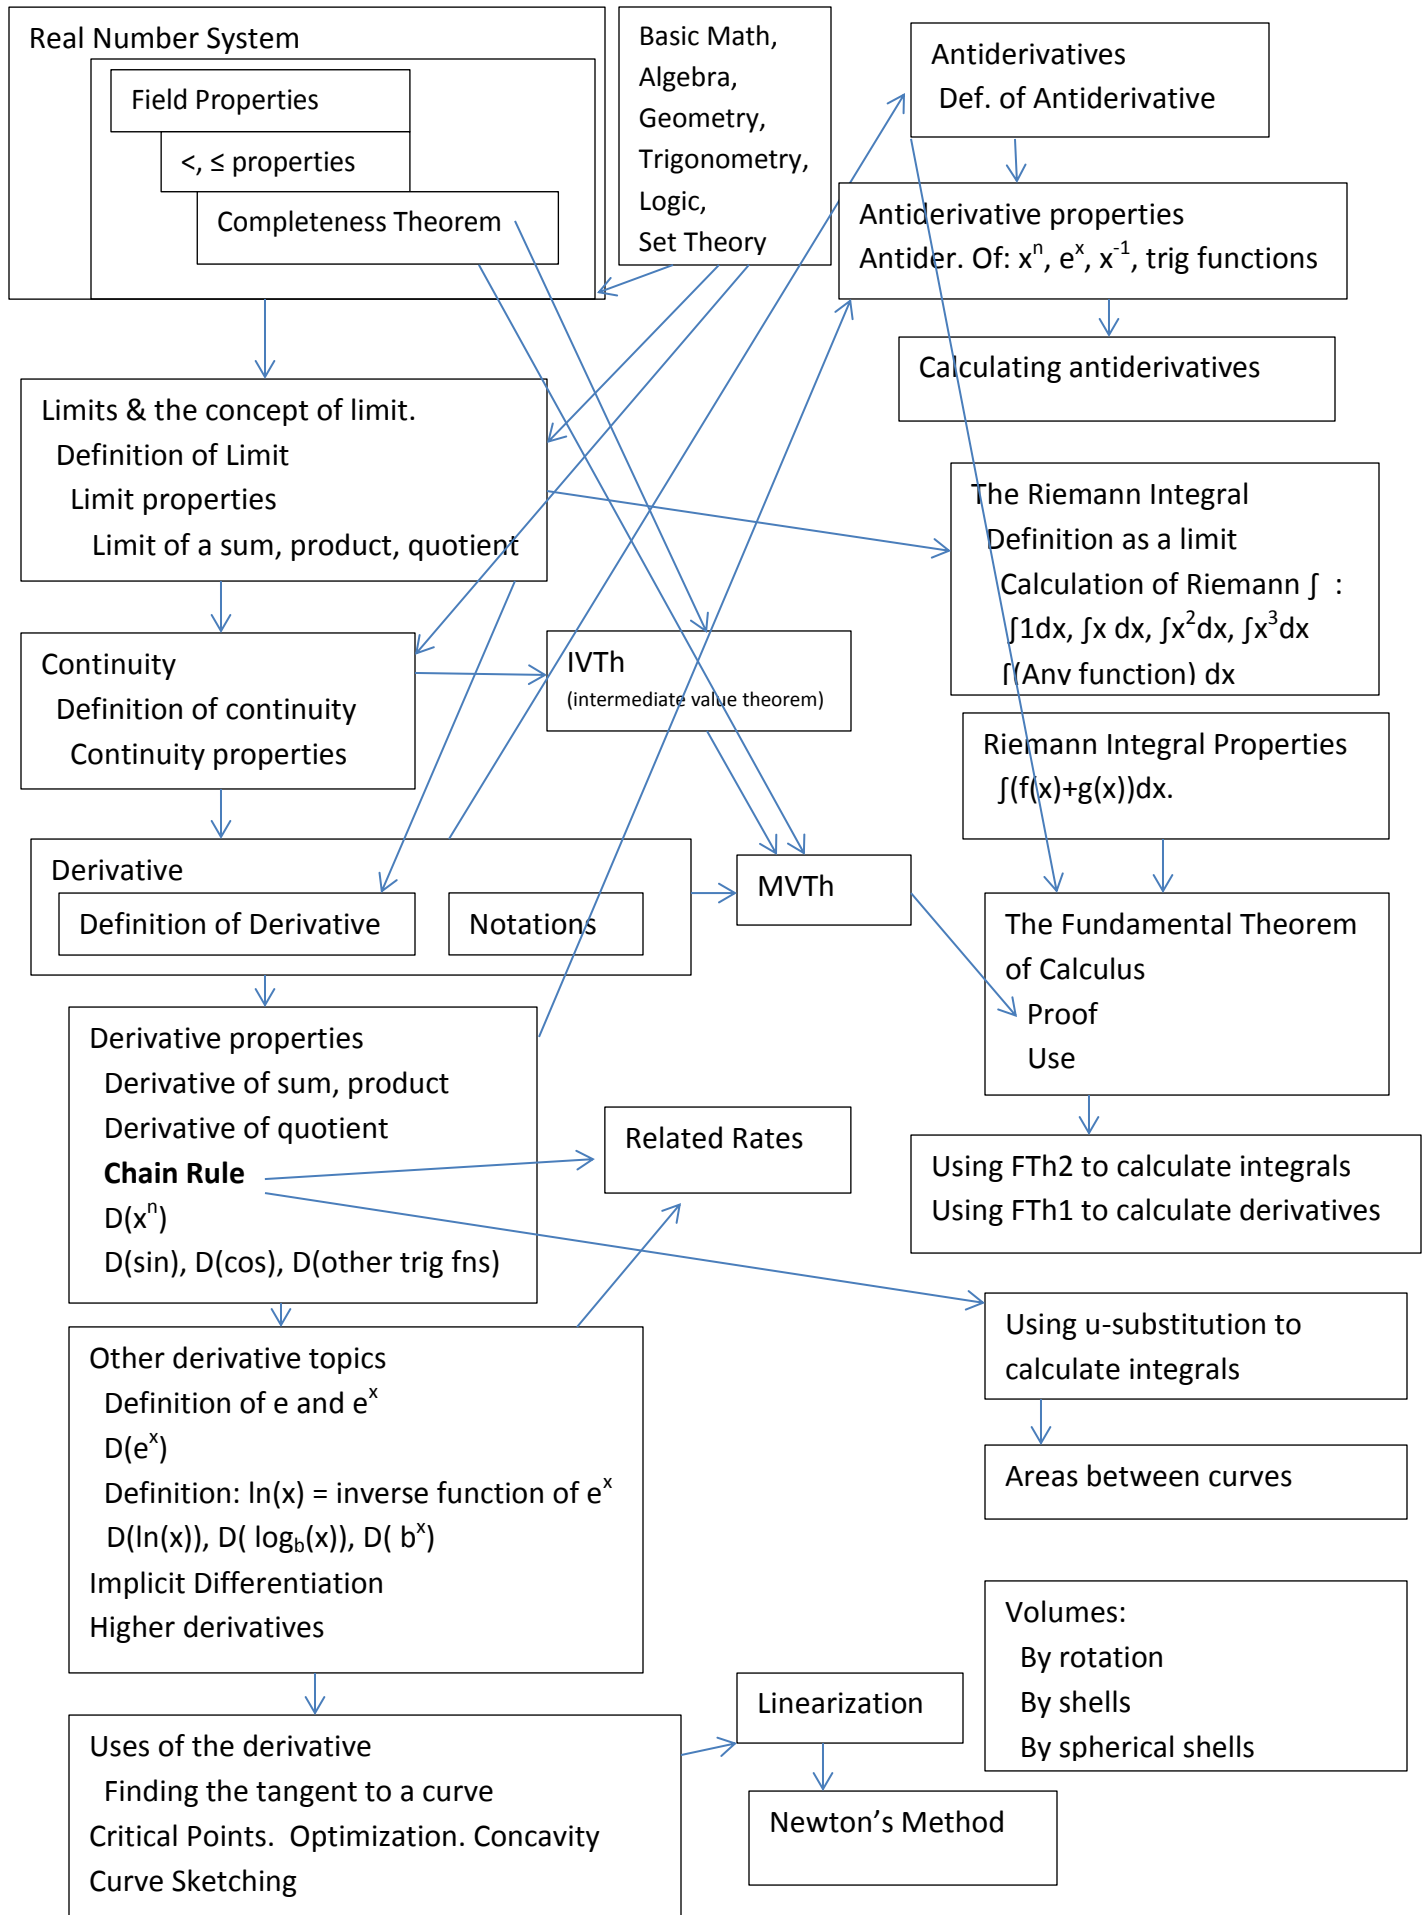 Real Number System
Field Properties
<, ≤ properties
Completeness Theorem
Basic Math,
Algebra,
Geometry,
Trigonometry,
Logic,
Set Theory
Antiderivatives
Def. of Antiderivative
Antiderivative properties
Antider. Of: xⁿ, eˣ, x⁻¹, trig functions
Calculating antiderivatives
Limits & the concept of limit.
Definition of Limit
Limit properties
Limit of a sum, product, quotient
The Riemann Integral
Definition as a limit
Calculation of Riemann ∫ :
∫1dx, ∫x dx, ∫x²dx, ∫x³dx
∫(Any function) dx
Continuity
Definition of continuity
Continuity properties
IVTh
(intermediate value theorem)
Riemann Integral Properties
∫(f(x)+g(x))dx.
Derivative
Definition of Derivative
Notations
MVTh
The Fundamental Theorem
of Calculus
Proof
Use
Derivative properties
Derivative of sum, product
Derivative of quotient
Chain Rule
D(xⁿ)
D(sin), D(cos), D(other trig fns)
Related Rates
Using FTh2 to calculate integrals
Using FTh1 to calculate derivatives
Using u-substitution to
calculate integrals
Areas between curves
Other derivative topics
Definition of e and eˣ
D(eˣ)
Definition: ln(x) = inverse function of eˣ
D(ln(x)), D( log_b(x)), D( bˣ)
Implicit Differentiation
Higher derivatives
Volumes:
By rotation
By shells
By spherical shells
Uses of the derivative
Finding the tangent to a curve
Critical Points.  Optimization. Concavity
Curve Sketching
Linearization
Newton’s Method